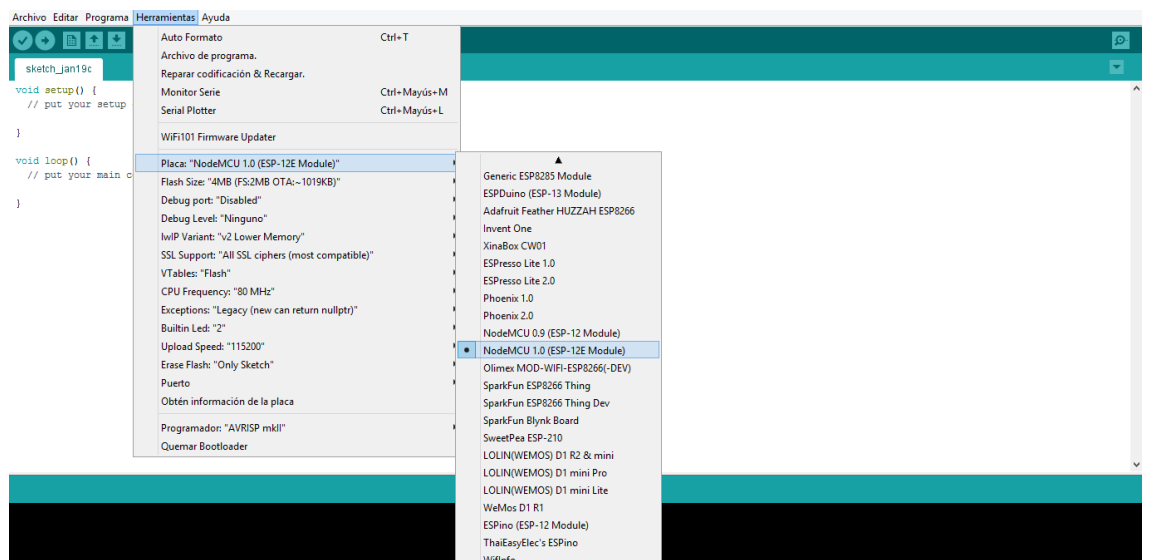 Archivo Editar Programa Herramientas Ayuda
sketch_jan19c
void setup() {
// put your setup
}
void loop() {
// put your main c
}
Auto Formato Ctrl+T
Archivo de programa.
Reparar codificación & Recargar.
Monitor Serie Ctrl+Mayús+M
Serial Plotter Ctrl+Mayús+L
WiFi101 Firmware Updater
Placa: "NodeMCU 1.0 (ESP-12E Module)"
Flash Size: "4MB (FS:2MB OTA:~1019KB)"
Debug port: "Disabled"
Debug Level: "Ninguno"
lwIP Variant: "v2 Lower Memory"
SSL Support: "All SSL ciphers (most compatible)"
VTables: "Flash"
CPU Frequency: "80 MHz"
Exceptions: "Legacy (new can return nullptr)"
Builtin Led: "2"
Upload Speed: "115200"
Erase Flash: "Only Sketch"
Puerto
Obtén información de la placa
Programador: "AVRISP mkII"
Quemar Bootloader
Generic ESP8285 Module
ESPDuino (ESP-13 Module)
Adafruit Feather HUZZAH ESP8266
Invent One
XinaBox CW01
ESPresso Lite 1.0
ESPresso Lite 2.0
Phoenix 1.0
Phoenix 2.0
NodeMCU 0.9 (ESP-12 Module)
NodeMCU 1.0 (ESP-12E Module)
Olimex MOD-WIFI-ESP8266(-DEV)
SparkFun ESP8266 Thing
SparkFun ESP8266 Thing Dev
SparkFun Blynk Board
SweetPea ESP-210
LOLIN(WEMOS) D1 R2 & mini
LOLIN(WEMOS) D1 mini Pro
LOLIN(WEMOS) D1 mini Lite
WeMos D1 R1
ESPino (ESP-12 Module)
ThaiEasyElec's ESPino